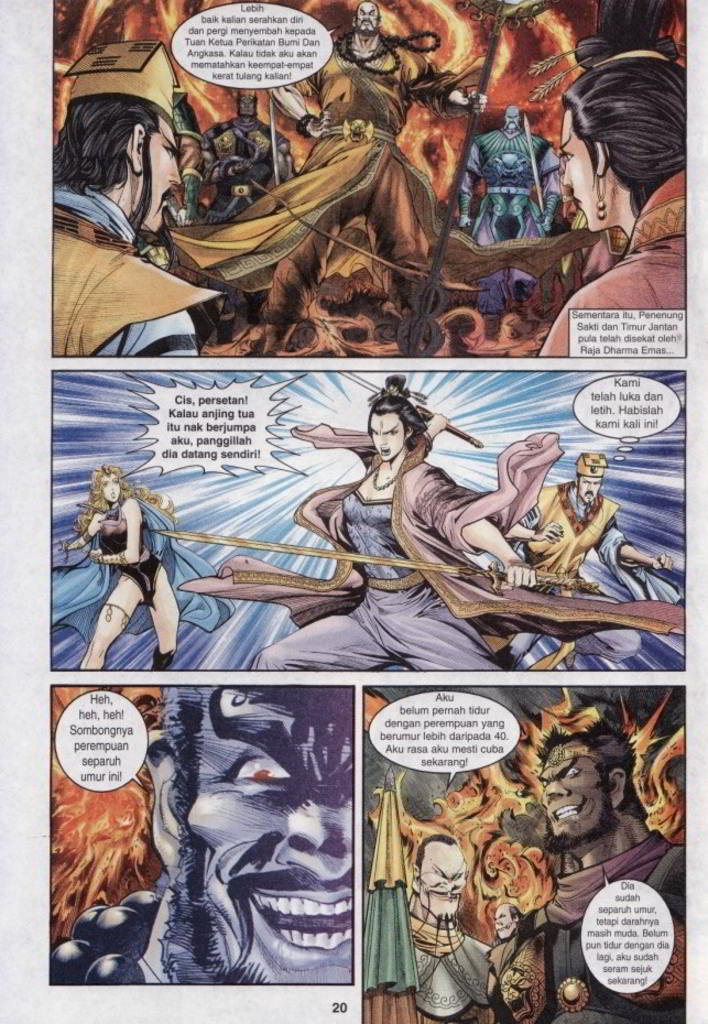 Lebih
baik kalian serahkan diri
dan pergi menyembah kepada
Tuan Ketua Perikatan Bumi Dan
Angkasa. Kalau tidak aku akan
mematahkan keempat-empat
kerat tulang kalian!
Sementara itu, Penenung
Sakti dan Timur Jantan
pula telah disekat oleh
Raja Dharma Emas...
Cis, persetan!
Kalau anjing tua
itu nak berjumpa
aku, panggillah
dia datang sendiri!
Kami
telah luka dan
letih. Habislah
kami kali ini!
Heh,
heh, heh!
Sombongnya
perempuan
separuh
umur ini!
Aku
belum pernah tidur
dengan perempuan yang
berumur lebih daripada 40.
Aku rasa aku mesti cuba
sekarang!
Dia
sudah
separuh umur,
tetapi darahnya
masih muda. Belum
pun tidur dengan dia
lagi, aku sudah
seram sejuk
sekarang!
20